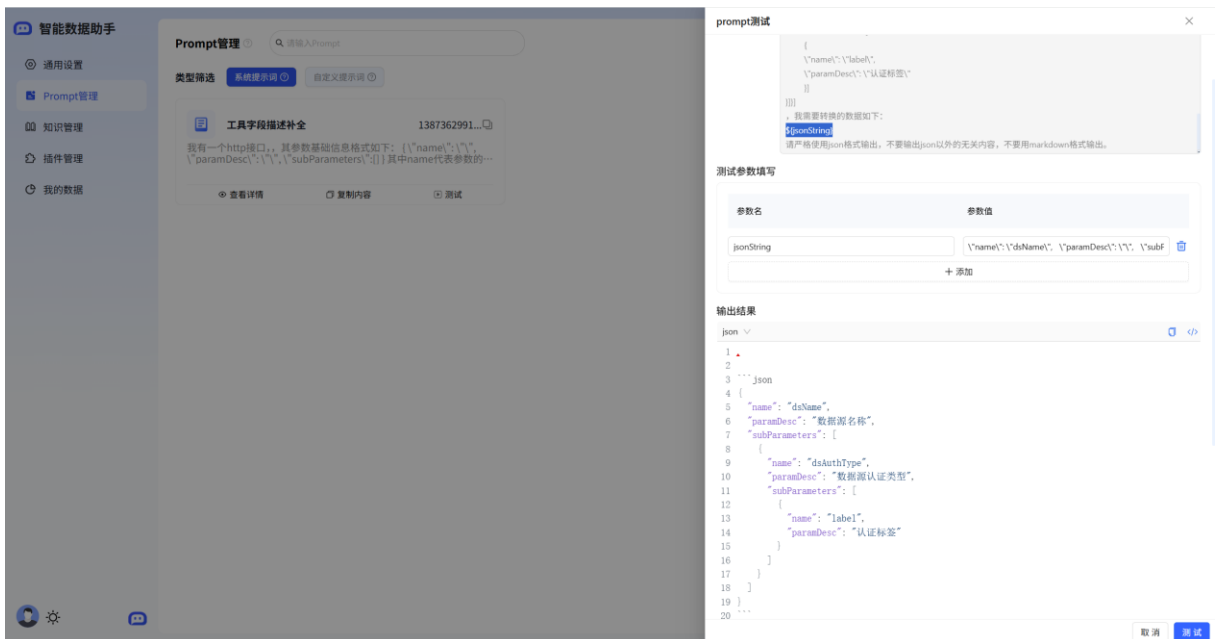 智能数据助手
通用设置
Prompt管理
知识管理
插件管理
我的数据
Prompt管理
请输入Prompt
类型筛选
系统提示词
自定义提示词
工具字段描述补全
1387362991...
我有一个http接口,，其参数基础信息格式如下： { \"name\": \"\",
\"paramDesc\": \"\", \"subParameters\":[] } 其中name代表参数的…
查看详情
复制内容
测试
prompt测试
{
\"name\": \"label\",
\"paramDesc\": \"认证标签\"
}]
}]}]
，我需要转换的数据如下：
${jsonString}
请严格使用json格式输出，不要输出json以外的无关内容，不要用markdown格式输出。
测试参数填写
参数名
参数值
jsonString
\"name\": \"dsName\", \"paramDesc\": \"\", \"subF
+ 添加
输出结果
json
1
2
3 ```json
4 {
5 "name": "dsName",
6 "paramDesc": "数据源名称",
7 "subParameters": [
8 {
9 "name": "dsAuthType",
10 "paramDesc": "数据源认证类型",
11 "subParameters": [
12 {
13 "name": "label",
14 "paramDesc": "认证标签"
15 }
16 ]
17 }
18 ]
19 }
20 ```
取 消
测 试